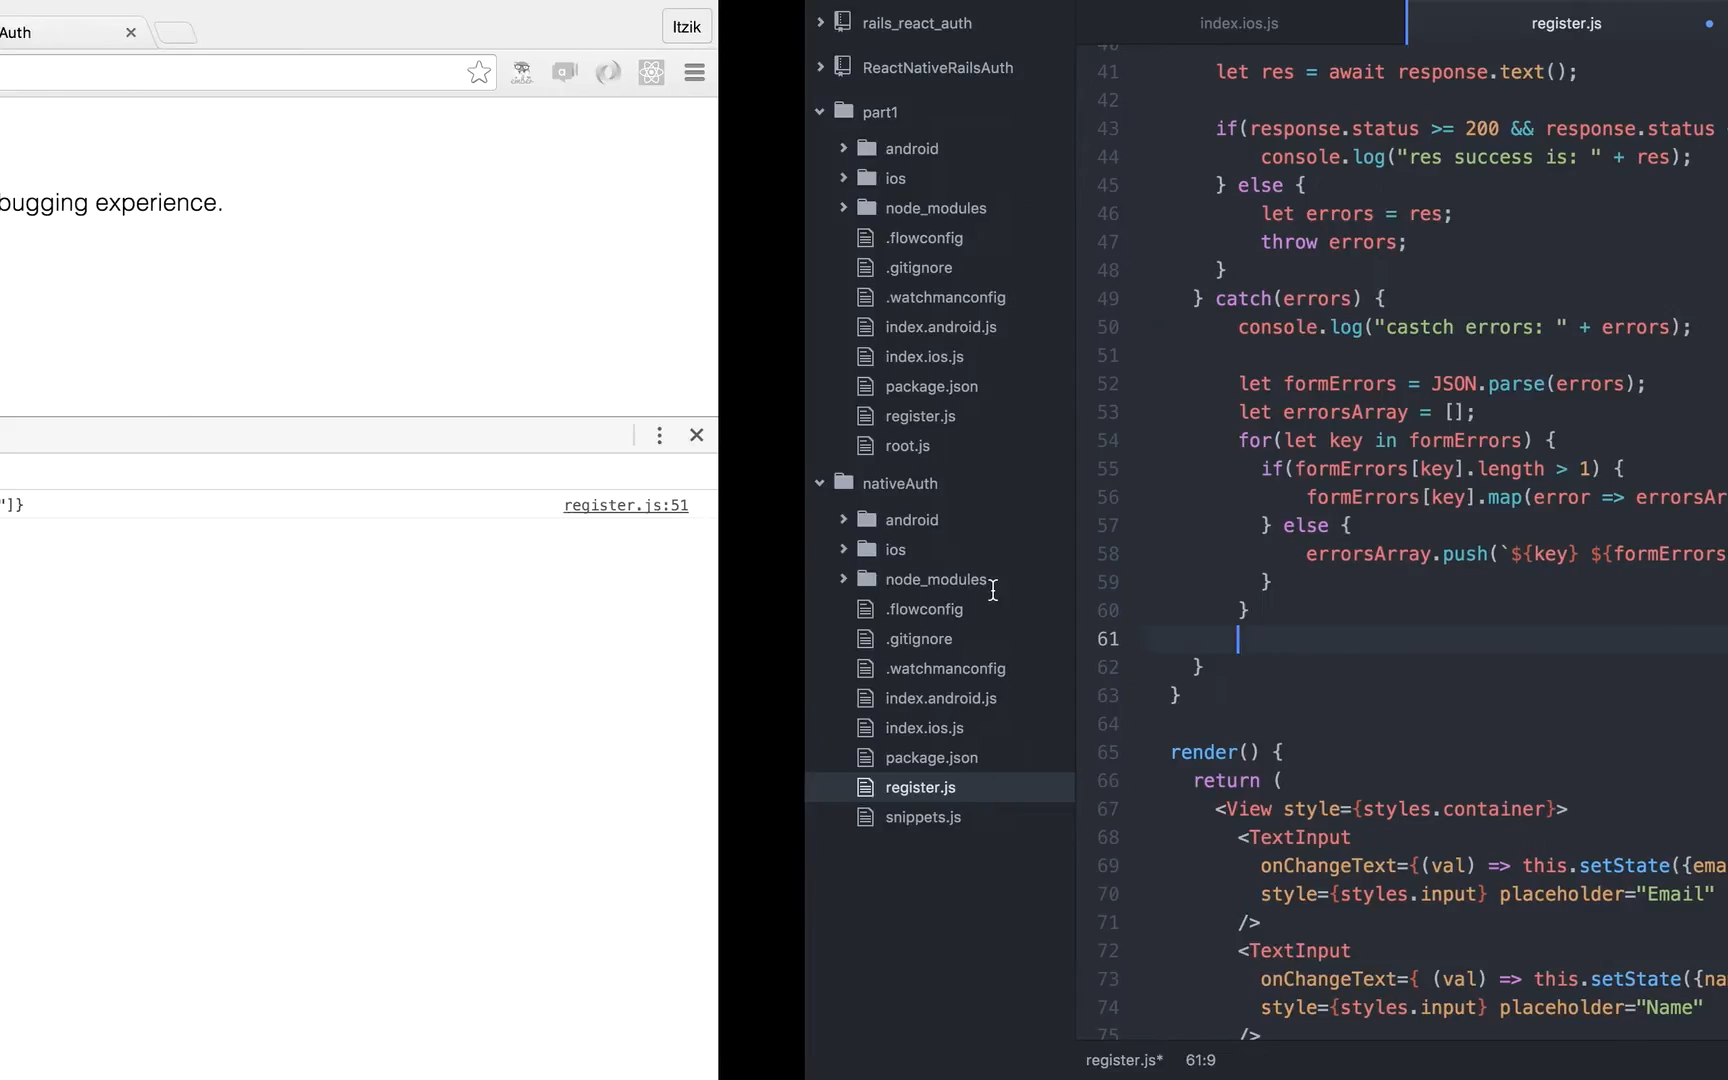 Auth
Itzik
bugging experience.
"]}
register.js:51
rails_react_auth
ReactNativeRailsAuth
part1
android
ios
node_modules
.flowconfig
.gitignore
.watchmanconfig
index.android.js
index.ios.js
package.json
register.js
root.js
nativeAuth
android
ios
node_modules
.flowconfig
.gitignore
.watchmanconfig
index.android.js
index.ios.js
package.json
register.js
snippets.js
index.ios.js
register.js
41 let res = await response.text();
42
43 if(response.status >= 200 && response.status
44 console.log("res success is: " + res);
45 } else {
46 let errors = res;
47 throw errors;
48 }
49 } catch(errors) {
50 console.log("castch errors: " + errors);
51
52 let formErrors = JSON.parse(errors);
53 let errorsArray = [];
54 for(let key in formErrors) {
55 if(formErrors[key].length > 1) {
56 formErrors[key].map(error => errorsAr
57 } else {
58 errorsArray.push(`${key} ${formErrors
59 }
60 }
61
62 }
63 }
64
65 render() {
66 return (
67 <View style={styles.container}>
68 <TextInput
69 onChangeText={(val) => this.setState({ema
70 style={styles.input} placeholder="Email"
71 />
72 <TextInput
73 onChangeText={ (val) => this.setState({na
74 style={styles.input} placeholder="Name"
75 />
register.js* 61:9